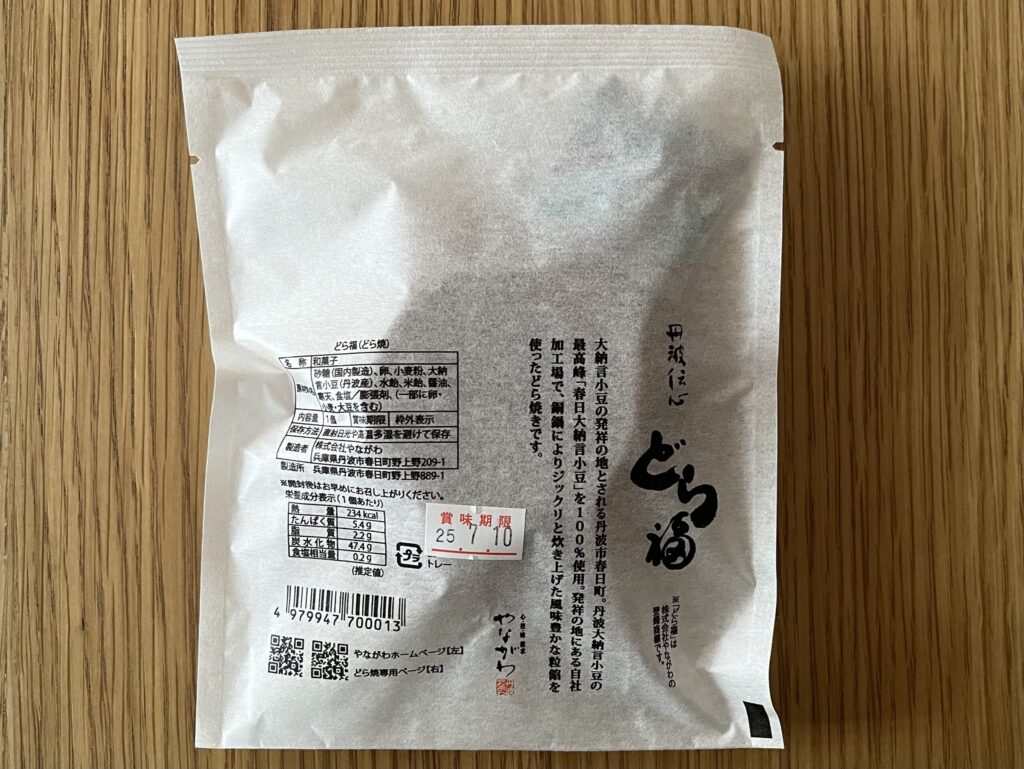 丹波伝心
どら福
※「どら福」は
株式会社やながわの
登録商標です。
大納言小豆の発祥の地とされる丹波市春日町。丹波大納言小豆の
最高峰「春日大納言小豆」を100%使用。発祥の地にある自社
加工場で、銅鍋によりジックリと炊き上げた風味豊かな粒餡を
使ったどら焼きです。
やながわ
どら福(どら焼)
名 称 和菓子
砂糖(国内製造)、卵、小麦粉、大納
言小豆(丹波産)、水飴、米飴、醤油、
寒天、食塩/膨張剤、(一部に卵・
小麦・大豆を含む)
内容量 1個 賞味期限 枠外表示
保存方法 直射日光や高温多湿を避けて保存
製造者 株式会社やながわ
兵庫県丹波市春日町野上野209-1
製造所 兵庫県丹波市春日町野上野889-1
※開封後はお早めにお召し上がりください。
栄養成分表示(1個あたり)
熱 量 234 kcal
たんぱく質 5.4 g
脂 質 2.2 g
炭水化物 47.4 g
食塩相当量 0.2 g
(推定値)
プラ
トレー
賞味期限
25.7.10
4 979947 700013
やながわホームページ【左】
どら焼専用ページ【右】